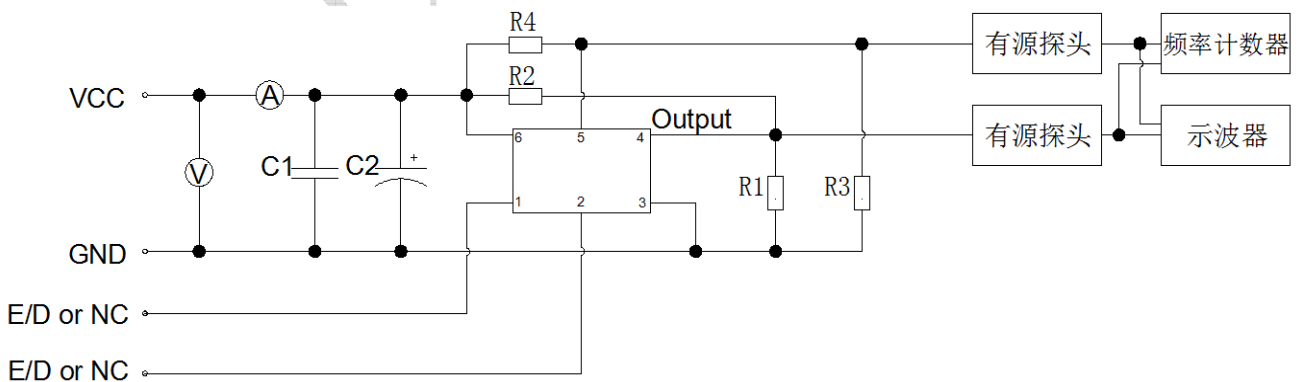 R4
有源探头
频率计数器
VCC
A
R2
Output
6
5
4
有源探头
示波器
V
C1
C2
+
R1
R3
1
2
3
GND
E/D or NC
E/D or NC